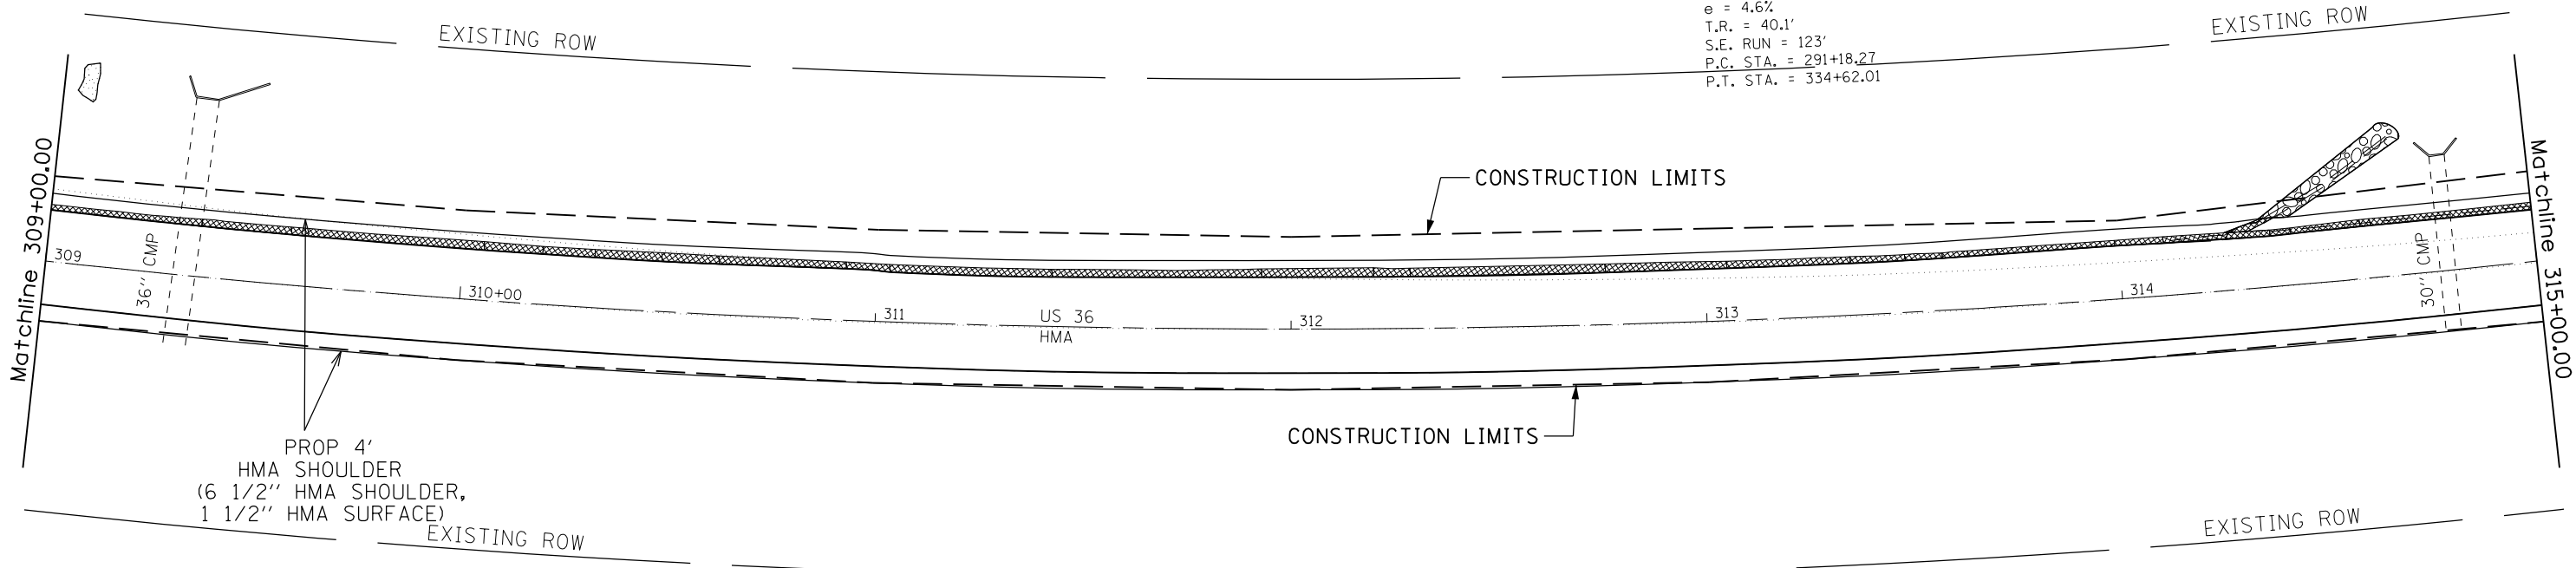 e = 4.6%
T.R. = 40.1'
S.E. RUN = 123'
P.C. STA. = 291+18.27
P.T. STA. = 334+62.01
EXISTING ROW
EXISTING ROW
Matchline 309+00.00
36" CMP
CONSTRUCTION LIMITS
30" CMP
Matchline 315+00.00
309
310+00
311
US 36
HMA
312
313
314
PROP 4'
HMA SHOULDER
(6 1/2" HMA SHOULDER,
1 1/2" HMA SURFACE)
CONSTRUCTION LIMITS
EXISTING ROW
EXISTING ROW